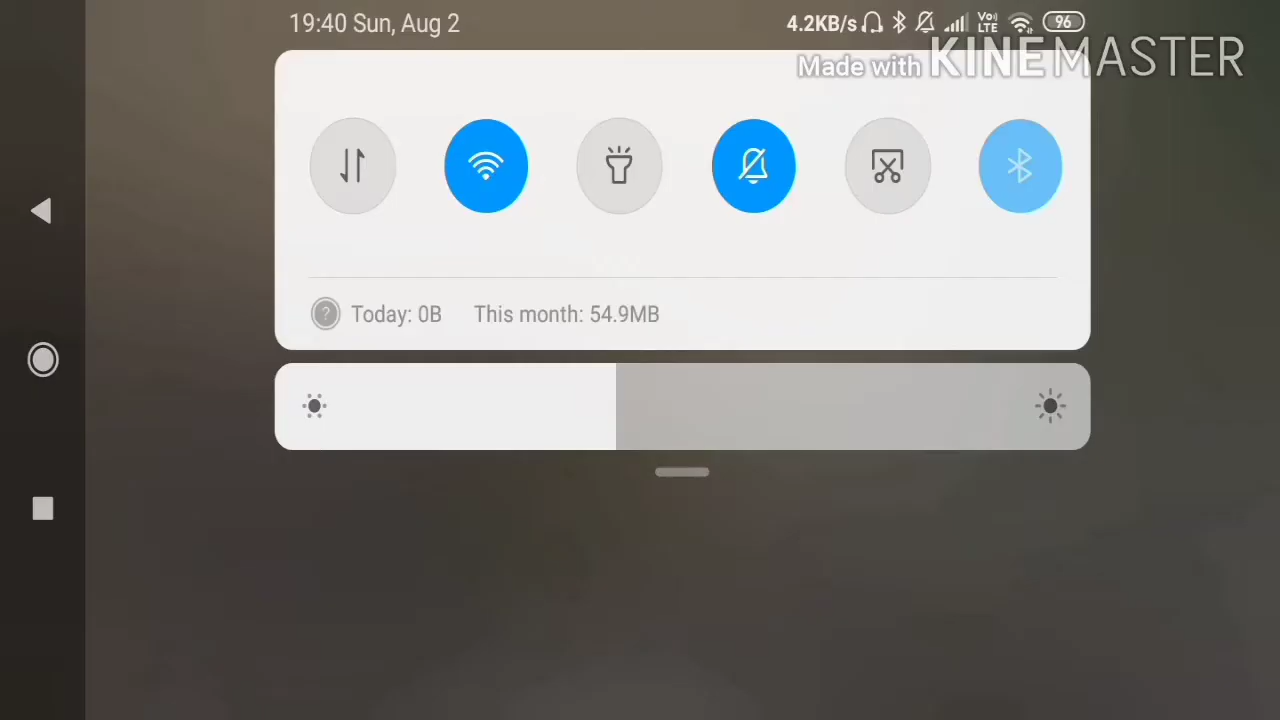 19:40 Sun, Aug 2
4.2KB/s Vo) LTE 96
Made with KINEMASTER
Today: 0B This month: 54.9MB